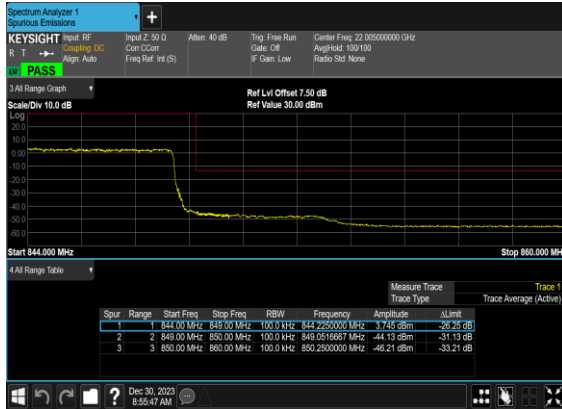 Spectrum Analyzer 1
Spurious Emissions
+
KEYSIGHT Input: RF Input Z: 50 Ω Atten: 40 dB Trig: Free Run Center Freq: 22.005000000 GHz
R T Coupling: DC Corr CCorr Gate: Off Avg|Hold: 100/100
Align: Auto Freq Ref: Int (S) IF Gain: Low Radio Std: None
LXI PASS
3 All Range Graph
Ref Lvl Offset 7.50 dB
Scale/Div 10.0 dB Ref Value 30.00 dBm
Log
20.0
10.0
0.00
-10.0
-20.0
-30.0
-40.0
-50.0
-60.0
Start 844.000 MHz Stop 860.000 MH
4 All Range Table
Measure Trace Trace 1
Trace Type Trace Average (Active)
Spur Range Start Freq Stop Freq RBW Frequency Amplitude ΔLimit
1 1 844.00 MHz 849.00 MHz 100.0 kHz 844.2250000 MHz 3.745 dBm -26.25 dB
2 2 849.00 MHz 850.00 MHz 100.0 kHz 849.0516667 MHz -44.13 dBm -31.13 dB
3 3 850.00 MHz 860.00 MHz 100.0 kHz 850.2500000 MHz -46.21 dBm -33.21 dB
? Dec 30, 2023
8:55:47 AM